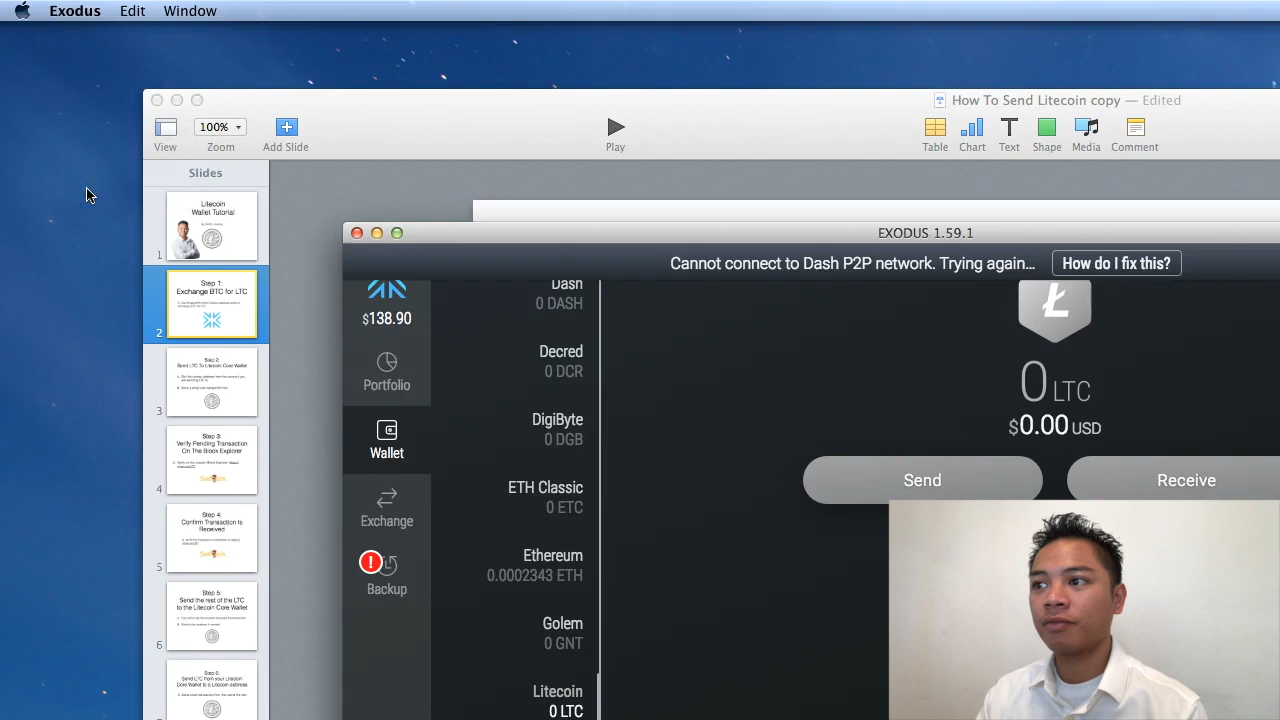 Exodus Edit Window
How To Send Litecoin copy — Edited
100%
View Zoom Add Slide Play Table Chart Text Shape Media Comment
Slides
Litecoin
Wallet Tutorial
1
Step 1:
Exchange BTC for LTC
2
Step 2:
Send LTC To Litecoin Core Wallet
3
Step 3:
Verify Pending Transaction
On The Block Explorer
4
Step 4:
Confirm Transaction Is
Received
5
Step 5:
Send the rest of the LTC
to the Litecoin Core Wallet
6
Step 6:
Send LTC from your Litecoin
Core Wallet to a Litecoin address
EXODUS 1.59.1
Cannot connect to Dash P2P network. Trying again...
How do I fix this?
$138.90
Portfolio
Wallet
Exchange
!
Backup
Dash
0 DASH
Decred
0 DCR
DigiByte
0 DGB
ETH Classic
0 ETC
Ethereum
0.0002343 ETH
Golem
0 GNT
Litecoin
0 LTC
Ł
0 LTC
$0.00 USD
Send
Receive